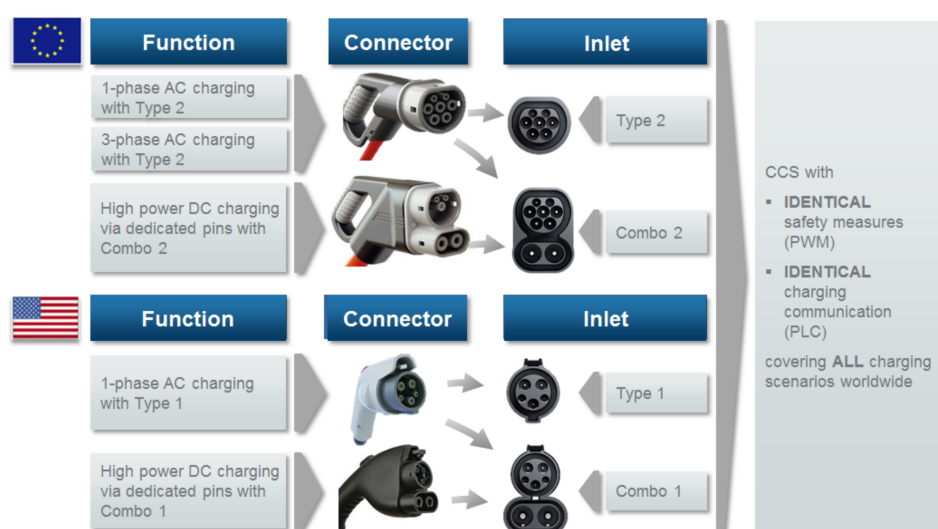 Function
Connector
Inlet
1-phase AC charging
with Type 2
3-phase AC charging
with Type 2
High power DC charging
via dedicated pins with
Combo 2
Type 2
Combo 2
Function
Connector
Inlet
1-phase AC charging
with Type 1
High power DC charging
via dedicated pins with
Combo 1
Type 1
Combo 1
CCS with
▪ IDENTICAL
safety measures
(PWM)
▪ IDENTICAL
charging
communication
(PLC)
covering ALL charging
scenarios worldwide